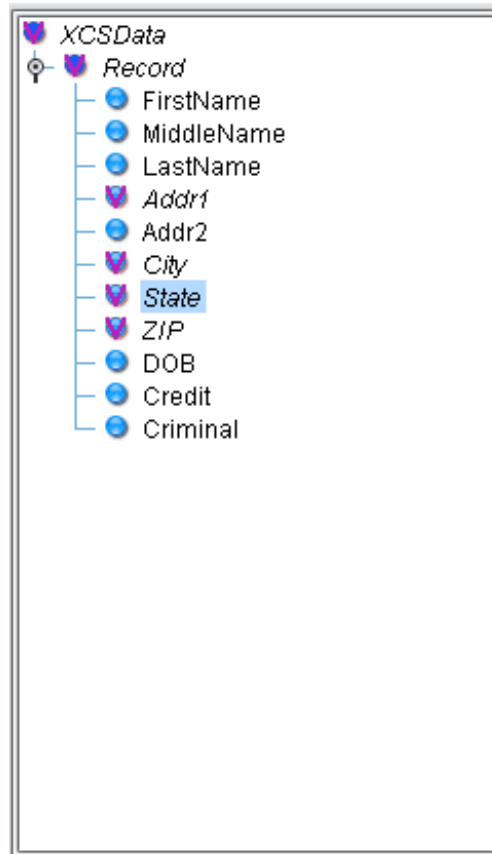 XCSData
Record
FirstName
MiddleName
LastName
Addr1
Addr2
City
State
ZIP
DOB
Credit
Criminal